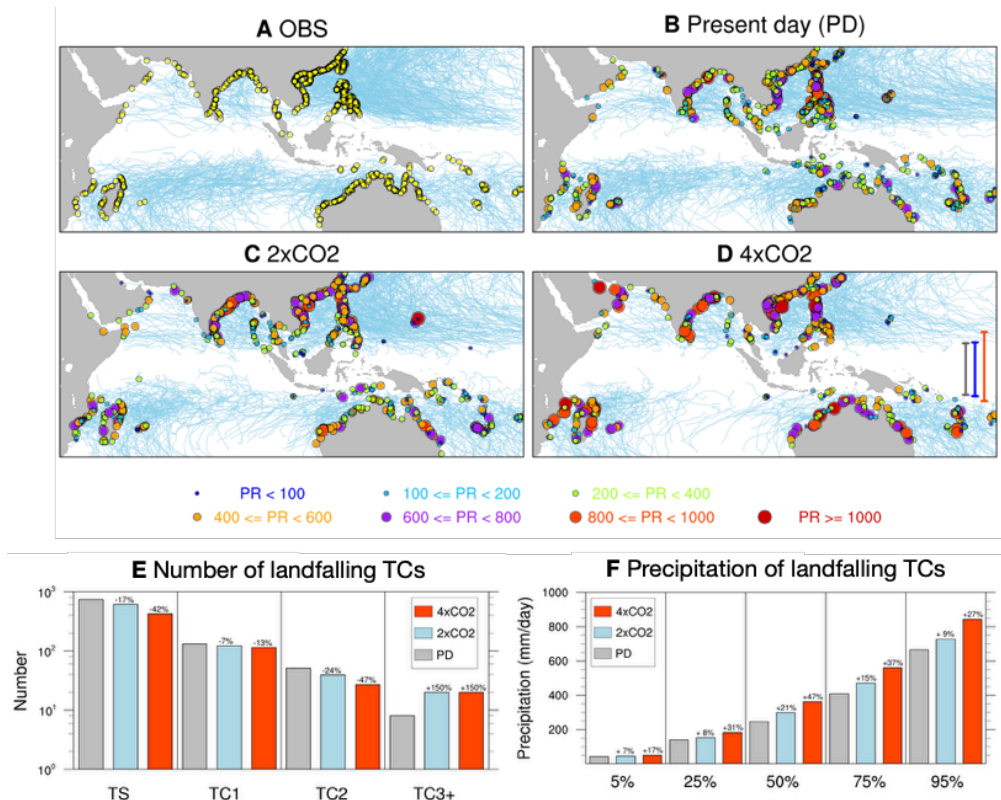 A OBS
B Present day (PD)
C 2xCO2
D 4xCO2
PR < 100
100 <= PR < 200
200 <= PR < 400
400 <= PR < 600
600 <= PR < 800
800 <= PR < 1000
PR >= 1000
E Number of landfalling TCs
Number
10³
10²
10¹
10⁰
-17%
-42%
-7%
-13%
-24%
-47%
+150%
+150%
4xCO2
2xCO2
PD
TS
TC1
TC2
TC3+
F Precipitation of landfalling TCs
Precipitation (mm/day)
1000
800
600
400
200
4xCO2
2xCO2
PD
+ 7%
+17%
+ 8%
+31%
+21%
+47%
+15%
+37%
+ 9%
+27%
5%
25%
50%
75%
95%